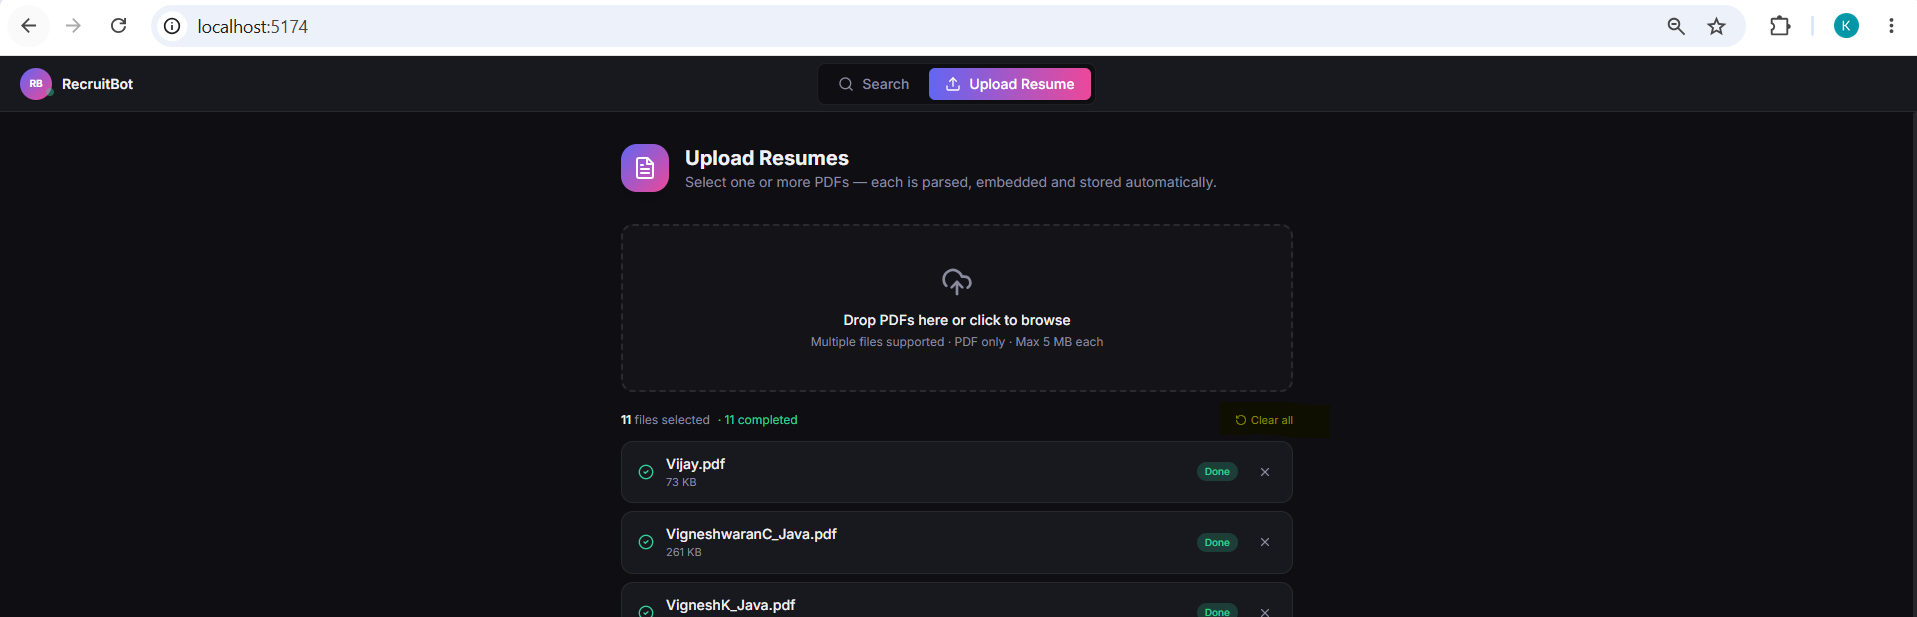 localhost:5174
K
RB RecruitBot
Search
Upload Resume
Upload Resumes
Select one or more PDFs — each is parsed, embedded and stored automatically.
Drop PDFs here or click to browse
Multiple files supported · PDF only · Max 5 MB each
11 files selected · 11 completed
Clear all
Vijay.pdf
73 KB
Done
VigneshwaranC_Java.pdf
261 KB
Done
VigneshK_Java.pdf
Done